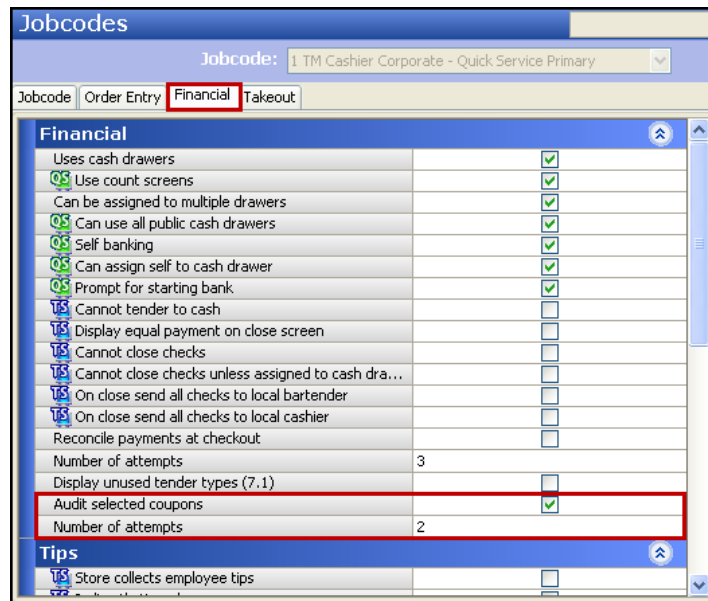 Jobcodes
Jobcode: 1 TM Cashier Corporate - Quick Service Primary
Jobcode Order Entry Financial Takeout
Financial
Uses cash drawers
QS Use count screens
Can be assigned to multiple drawers
QS Can use all public cash drawers
QS Self banking
QS Can assign self to cash drawer
QS Prompt for starting bank
TS Cannot tender to cash
TS Display equal payment on close screen
TS Cannot close checks
TS Cannot close checks unless assigned to cash dra...
TS On close send all checks to local bartender
TS On close send all checks to local cashier
Reconcile payments at checkout
Number of attempts 3
Display unused tender types (7.1)
Audit selected coupons
Number of attempts 2
Tips
TS Store collects employee tips